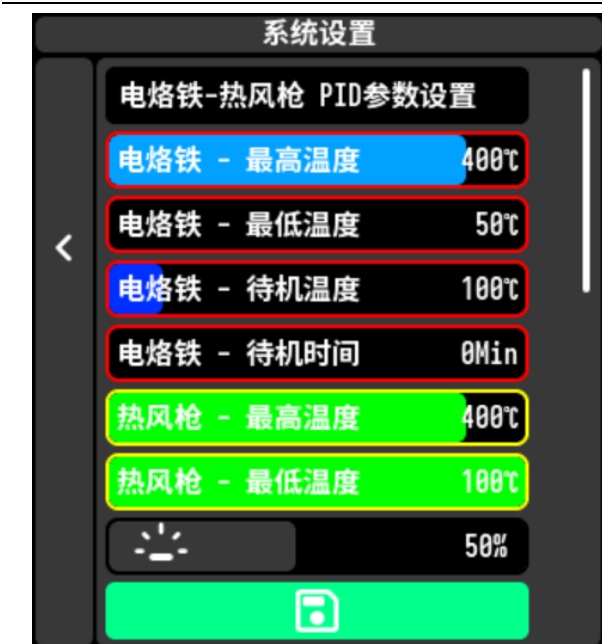 系统设置
电烙铁-热风枪 PID参数设置
电烙铁 - 最高温度 400℃
电烙铁 - 最低温度 50℃
电烙铁 - 待机温度 100℃
电烙铁 - 待机时间 0Min
热风枪 - 最高温度 400℃
热风枪 - 最低温度 100℃
50%